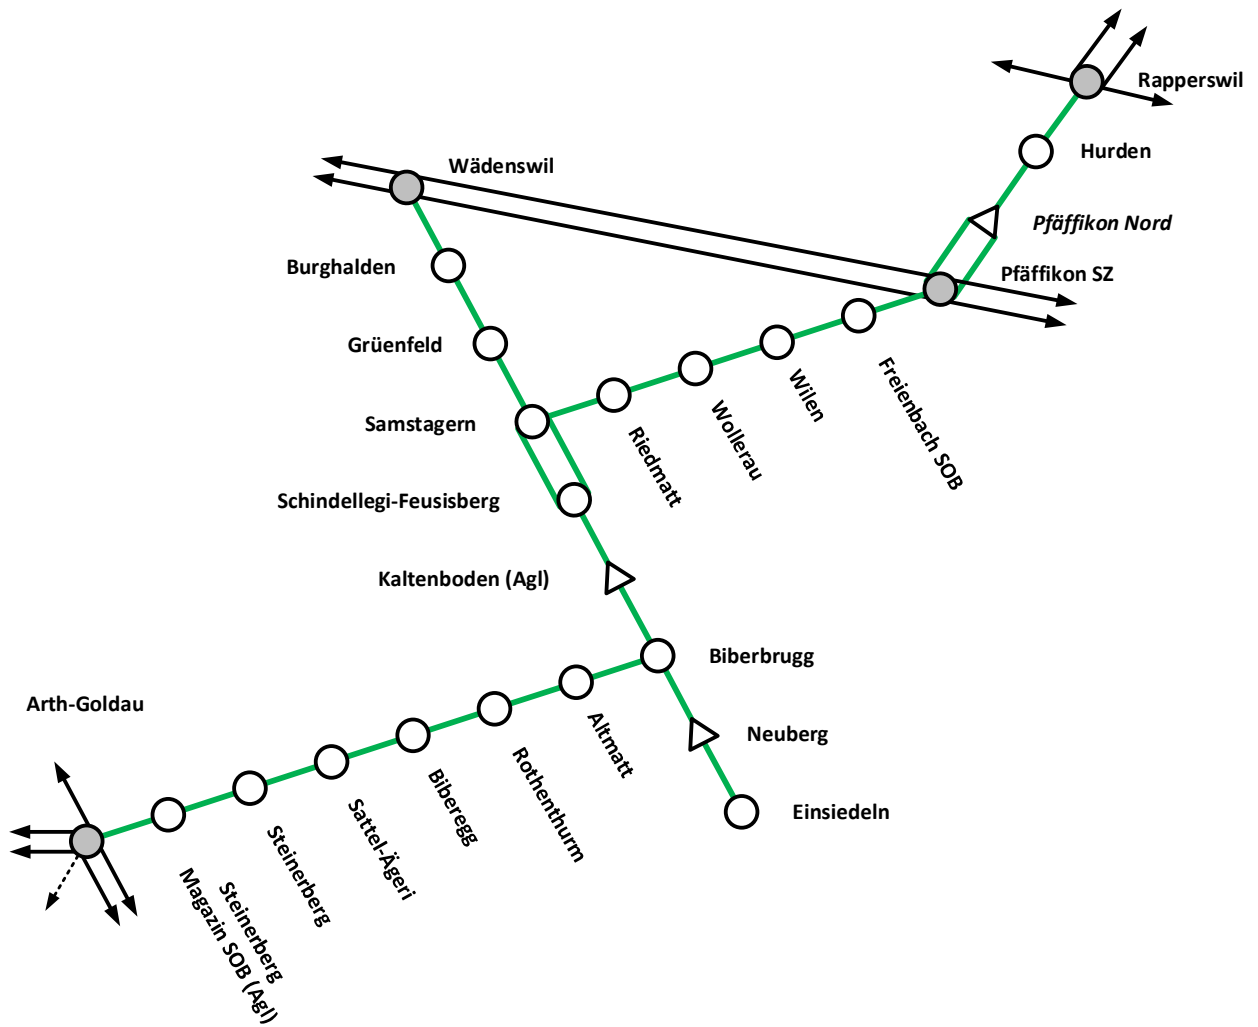 Rapperswil
Hurden
Wädenswil
Pfäffikon Nord
Burghalden
Pfäffikon SZ
Grüenfeld
Freienbach SOB
Wilen
Wollerau
Riedmatt
Samstagern
Schindellegi-Feusisberg
Kaltenboden (Agl)
Biberbrugg
Arth-Goldau
Neuberg
Altmatt
Rothenthurm
Biberegg
Sattel-Ägeri
Einsiedeln
Steinerberg
Steinerberg
Magazin SOB (Agl)